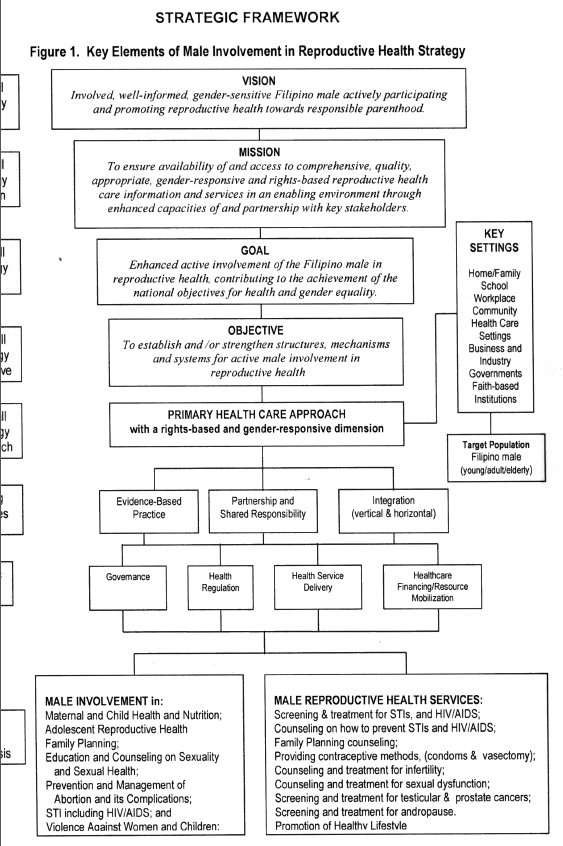 STRATEGIC FRAMEWORK
Figure 1. Key Elements of Male Involvement in Reproductive Health Strategy
VISION
Involved, well-informed, gender-sensitive Filipino male actively participating
and promoting reproductive health towards responsible parenthood.
MISSION
To ensure availability of and access to comprehensive, quality,
appropriate, gender-responsive and rights-based reproductive health
care information and services in an enabling environment through
enhanced capacities of and partnership with key stakeholders.
GOAL
Enhanced active involvement of the Filipino male in
reproductive health, contributing to the achievement of the
national objectives for health and gender equality.
OBJECTIVE
To establish and /or strengthen structures, mechanisms
and systems for active male involvement in
reproductive health
PRIMARY HEALTH CARE APPROACH
with a rights-based and gender-responsive dimension
KEY
SETTINGS
Home/Family
School
Workplace
Community
Health Care
Settings
Business and
Industry
Governments
Faith-based
Institutions
Target Population
Filipino male
(young/adult/elderly)
Evidence-Based
Practice
Partnership and
Shared Responsibility
Integration
(vertical & horizontal)
Governance
Health
Regulation
Health Service
Delivery
Healthcare
Financing/Resource
Mobilization
MALE INVOLVEMENT in:
Maternal and Child Health and Nutrition;
Adolescent Reproductive Health
Family Planning;
Education and Counseling on Sexuality
and Sexual Health;
Prevention and Management of
Abortion and its Complications;
STI including HIV/AIDS; and
Violence Against Women and Children:
MALE REPRODUCTIVE HEALTH SERVICES:
Screening & treatment for STIs, and HIV/AIDS;
Counseling on how to prevent STIs and HIV/AIDS;
Family Planning counseling;
Providing contraceptive methods, (condoms & vasectomy);
Counseling and treatment for infertility;
Counseling and treatment for sexual dysfunction;
Screening and treatment for testicular & prostate cancers;
Screening and treatment for andropause.
Promotion of Healthy Lifestyle